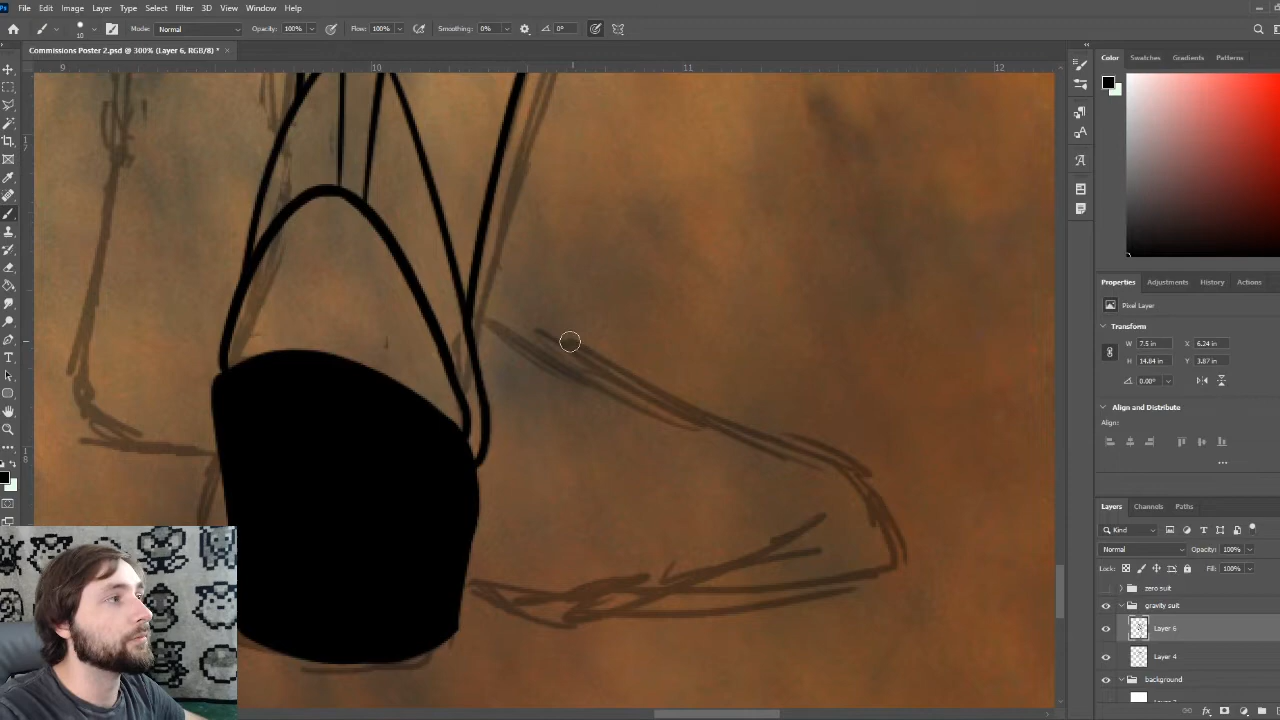 File Edit Image Layer Type Select Filter 3D View Window Help
Mode: Normal Opacity: 100% Flow: 100% Smoothing: 0% 0°
Commissions Poster 2.psd @ 300% (Layer 6, RGB/8) *
9 10 11 12
Color Swatches Gradients Patterns
Properties Adjustments History Actions
Pixel Layer
Transform
W 7.5 in X 6.24 in
H 14.84 in Y 3.87 in
0.00°
Align and Distribute
Align:
Layers Channels Paths
Kind
Normal Opacity: 100%
Lock: Fill: 100%
zero suit
gravity suit
Layer 6
Layer 4
background